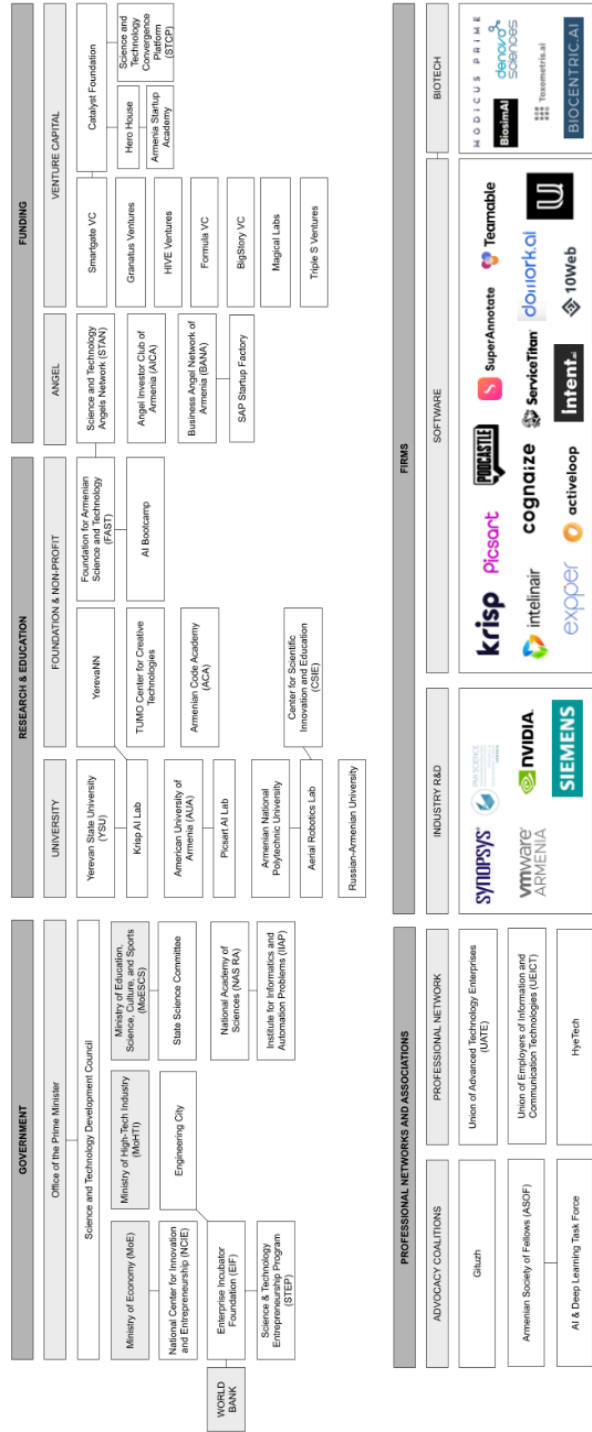 GOVERNMENT
Office of the Prime Minister
Science and Technology Development Council
Ministry of Economy (MoE)
National Center for Innovation
and Entrepreneurship (NCIE)
Enterprise Incubator
Foundation (EIF)
Science & Technology
Entrepreneurship Program
(STEP)
WORLD
BANK
Ministry of High-Tech Industry
(MoHTI)
Engineering City
Ministry of Education,
Science, Culture, and Sports
(MoESCS)
State Science Committee
National Academy of
Sciences (NAS RA)
Institute for Informatics and
Automation Problems (IIAP)
RESEARCH & EDUCATION
UNIVERSITY
Yerevan State University
(YSU)
Krisp AI Lab
American University of
Armenia (AUA)
Picsart AI Lab
Armenian National
Polytechnic University
Aerial Robotics Lab
Russian-Armenian University
FOUNDATION & NON-PROFIT
YerevaNN
TUMO Center for Creative
Technologies
Armenian Code Academy
(ACA)
Center for Scientific
Innovation and Education
(CSIE)
Foundation for Armenian
Science and Technology
(FAST)
AI Bootcamp
FUNDING
ANGEL
Science and Technology
Angels Network (STAN)
Angel Investor Club of
Armenia (AICA)
Business Angel Network of
Armenia (BANA)
SAP Startup Factory
VENTURE CAPITAL
Smartgate VC
Granatus Ventures
HIVE Ventures
Formula VC
BigStory VC
Magical Labs
Triple S Ventures
Catalyst Foundation
Hero House
Armenia Startup
Academy
Science and
Technology
Convergence
Platform
(STCP)
PROFESSIONAL NETWORKS AND ASSOCIATIONS
ADVOCACY COALITIONS
Gituzh
Armenian Society of Fellows (ASOF)
AI & Deep Learning Task Force
PROFESSIONAL NETWORK
Union of Advanced Technology Enterprises
(UATE)
Union of Employers of Information and
Communication Technologies (UEICT)
HyeTech
FIRMS
INDUSTRY R&D
SYNOPSYS
PMI SCIENCE
vmware
ARMENIA
NVIDIA
SIEMENS
SOFTWARE
krisp
Picsart
PODCASTLE
SuperAnnotate
Teamable
intelinair
cognaize
ServiceTitan
domork.ai
expper
activeloop
Intent
10Web
BIOTECH
MODICUS PRIME
BiosimAI
denovo
sciences
Toxometris.ai
BIOCENTRIC.AI